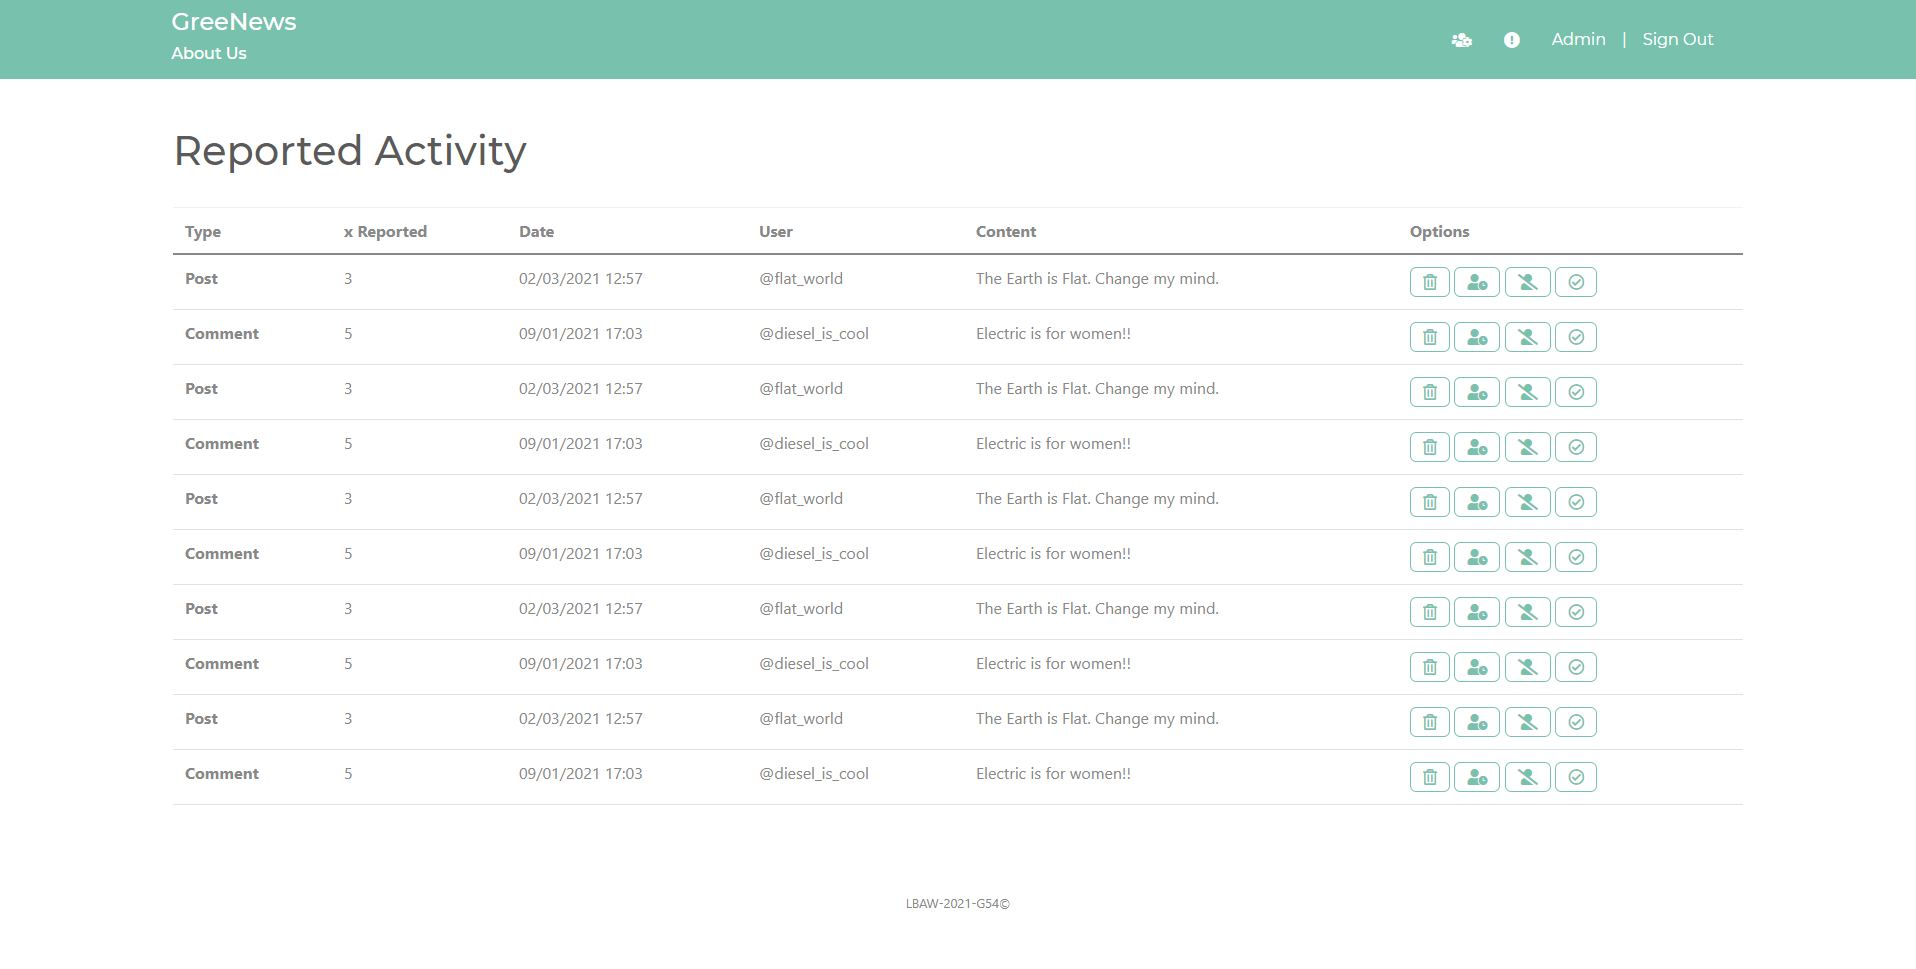 GreeNews
About Us
Admin | Sign Out
Reported Activity
Type x Reported Date User Content Options
Post 3 02/03/2021 12:57 @flat_world The Earth is Flat. Change my mind.
Comment 5 09/01/2021 17:03 @diesel_is_cool Electric is for women!!
Post 3 02/03/2021 12:57 @flat_world The Earth is Flat. Change my mind.
Comment 5 09/01/2021 17:03 @diesel_is_cool Electric is for women!!
Post 3 02/03/2021 12:57 @flat_world The Earth is Flat. Change my mind.
Comment 5 09/01/2021 17:03 @diesel_is_cool Electric is for women!!
Post 3 02/03/2021 12:57 @flat_world The Earth is Flat. Change my mind.
Comment 5 09/01/2021 17:03 @diesel_is_cool Electric is for women!!
Post 3 02/03/2021 12:57 @flat_world The Earth is Flat. Change my mind.
Comment 5 09/01/2021 17:03 @diesel_is_cool Electric is for women!!
LBAW-2021-G54©